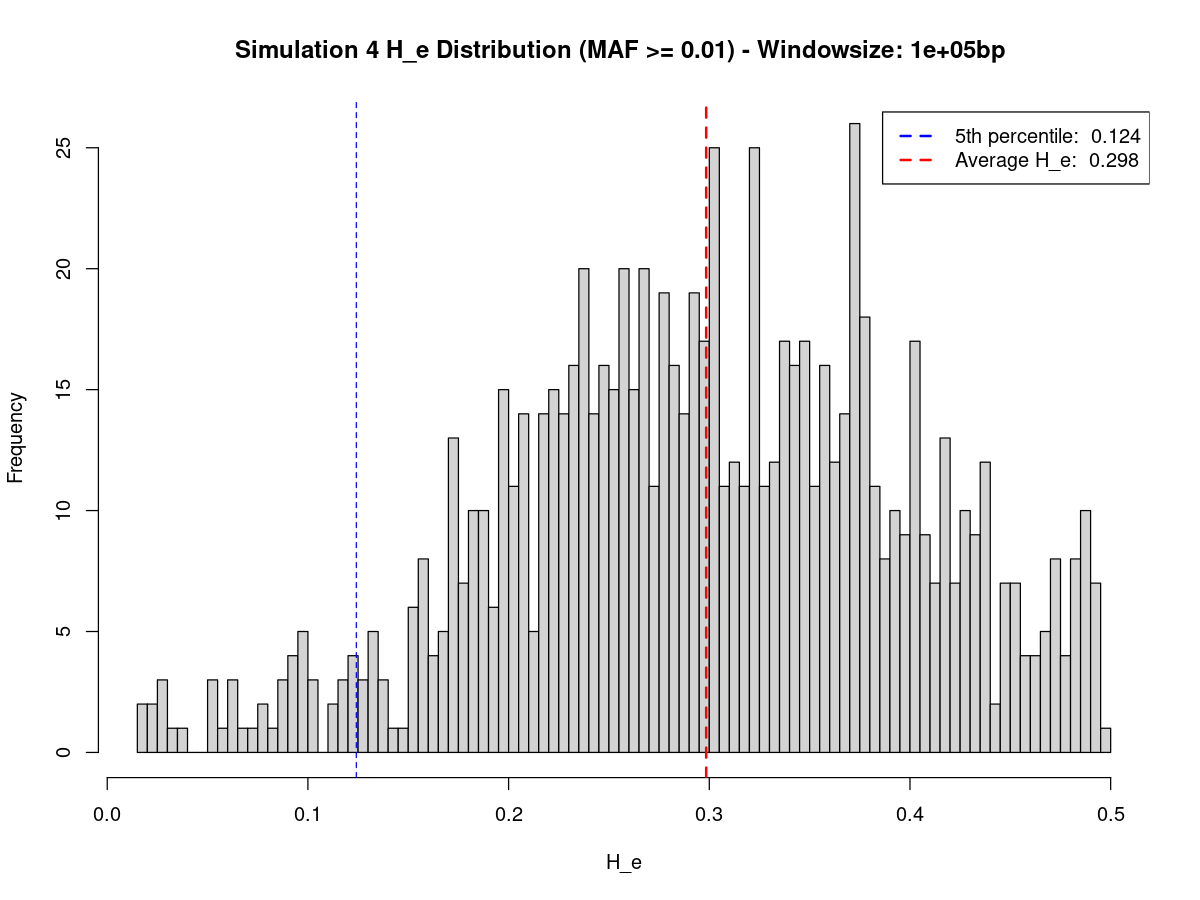 Simulation 4 H_e Distribution (MAF >= 0.01) - Windowsize: 1e+05bp
5th percentile: 0.124
Average H_e: 0.298
Frequency
25
20
15
10
5
0
0.0 0.1 0.2 0.3 0.4 0.5
H_e